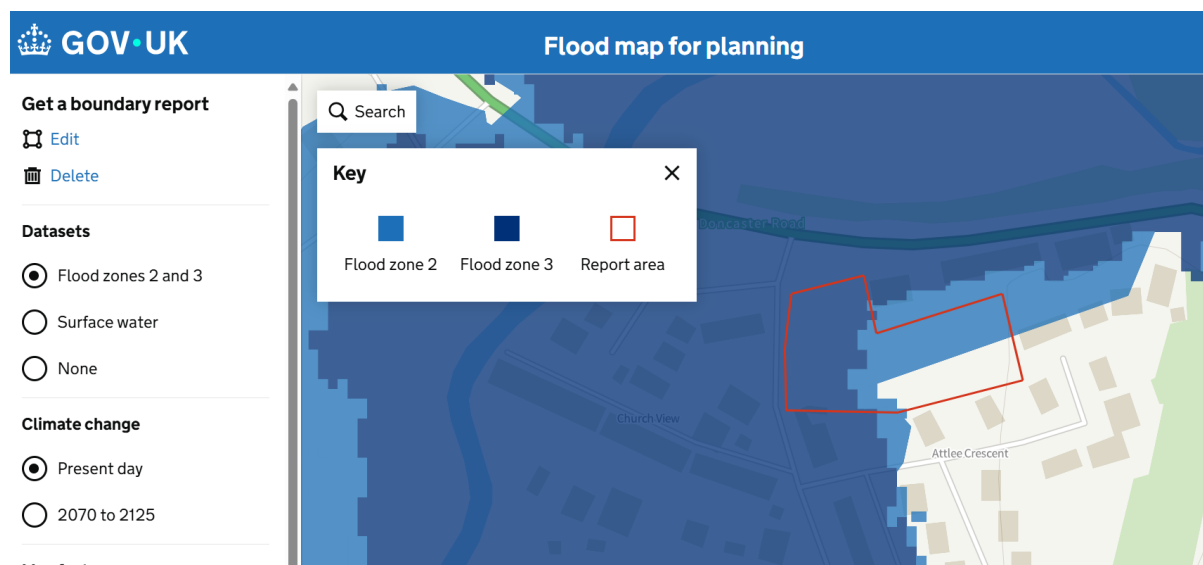 GOV·UK
Flood map for planning
Get a boundary report
Edit
Delete
Datasets
Flood zones 2 and 3
Surface water
None
Climate change
Present day
2070 to 2125
Search
Key
Flood zone 2
Flood zone 3
Report area
Doncaster Road
Church View
Attlee Crescent